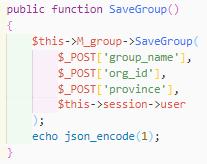 public function SaveGroup()
{
    $this->M_group->SaveGroup(
        $_POST['group_name'],
        $_POST['org_id'],
        $_POST['province'],
        $this->session->user
    );
    echo json_encode(1);
}